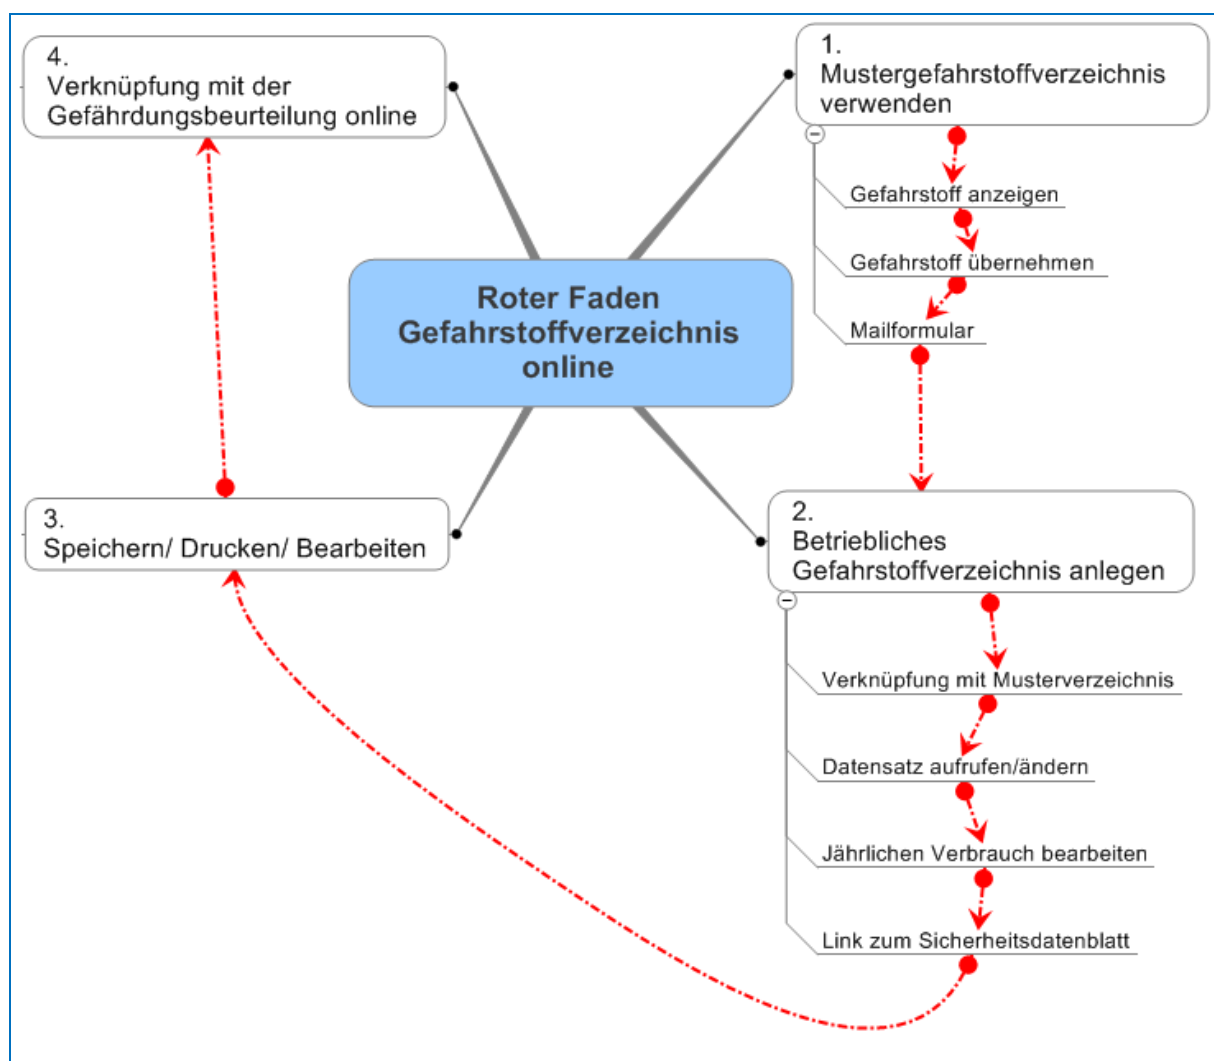 Roter Faden
Gefahrstoffverzeichnis
online
1.
Mustergefahrstoffverzeichnis
verwenden
Gefahrstoff anzeigen
Gefahrstoff übernehmen
Mailformular
2.
Betriebliches
Gefahrstoffverzeichnis anlegen
Verknüpfung mit Musterverzeichnis
Datensatz aufrufen/ändern
Jährlichen Verbrauch bearbeiten
Link zum Sicherheitsdatenblatt
3.
Speichern/ Drucken/ Bearbeiten
4.
Verknüpfung mit der
Gefährdungsbeurteilung online